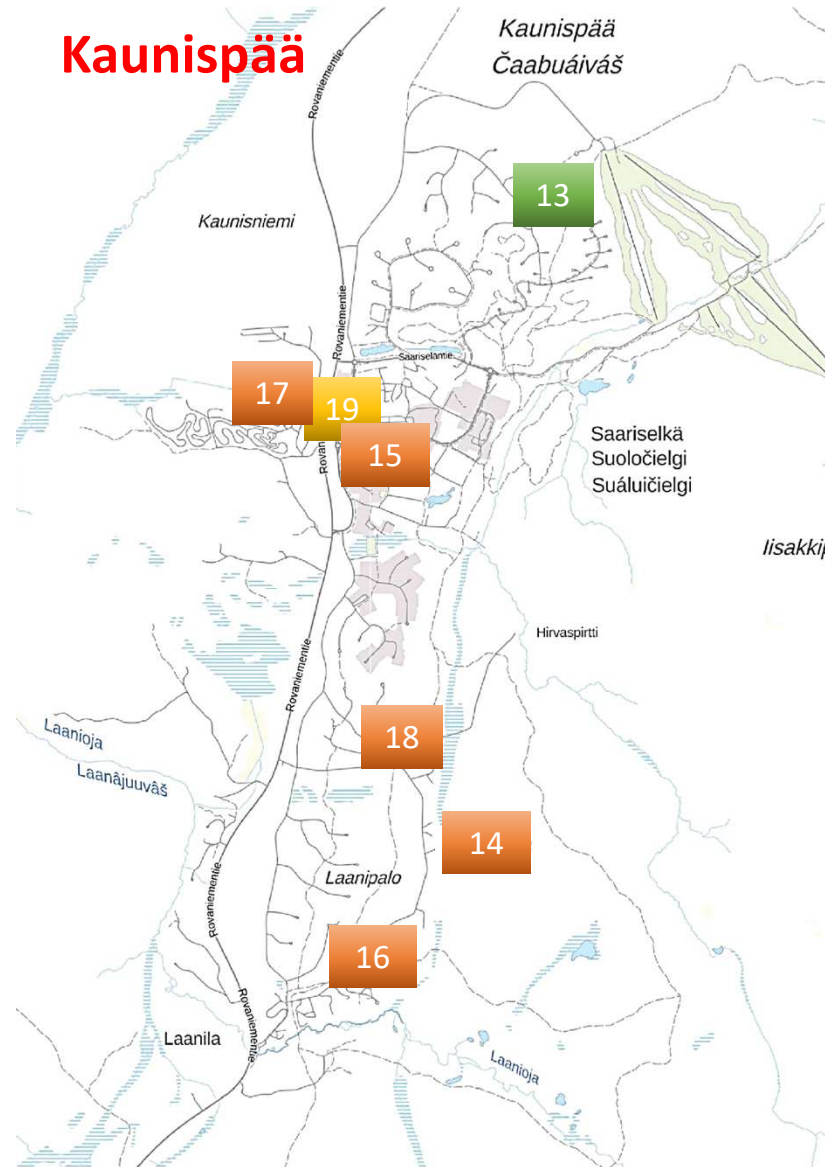 Kaunispää
Kaunispää
Čaabuáiváš
Rovaniementie
13
Kaunisniemi
Rovaniementie
Saariseläntie
17
19
15
Saariselkä
Suoločielgi
Suáluičielgi
Iisakkip
Hirvaspirtti
Rovaniementie
18
Laanioja
Laanâjuuvâš
14
Laanipalo
Rovaniementie
16
Rovaniementie
Laanila
Laanioja